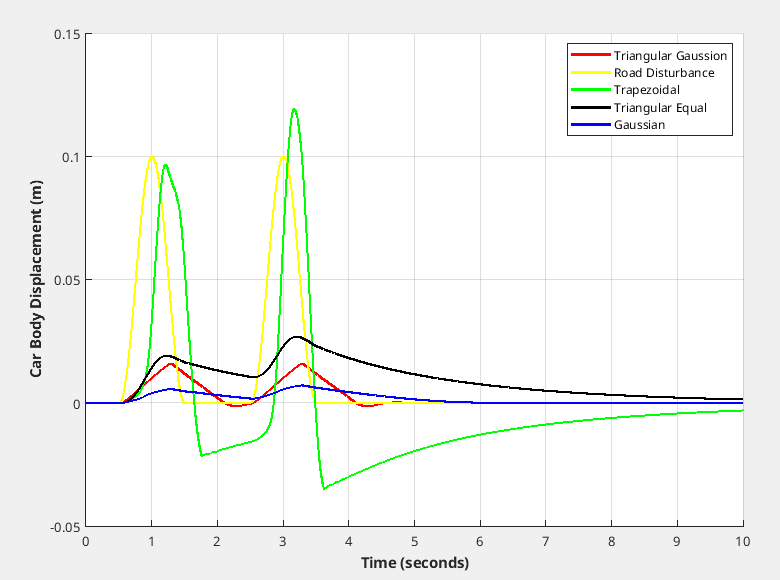 0.15
Triangular Gaussion
Road Disturbance
Trapezoidal
Triangular Equal
Gaussian
0.1
0.05
0
-0.05
Car Body Displacement (m)
0 1 2 3 4 5 6 7 8 9 10
Time (seconds)